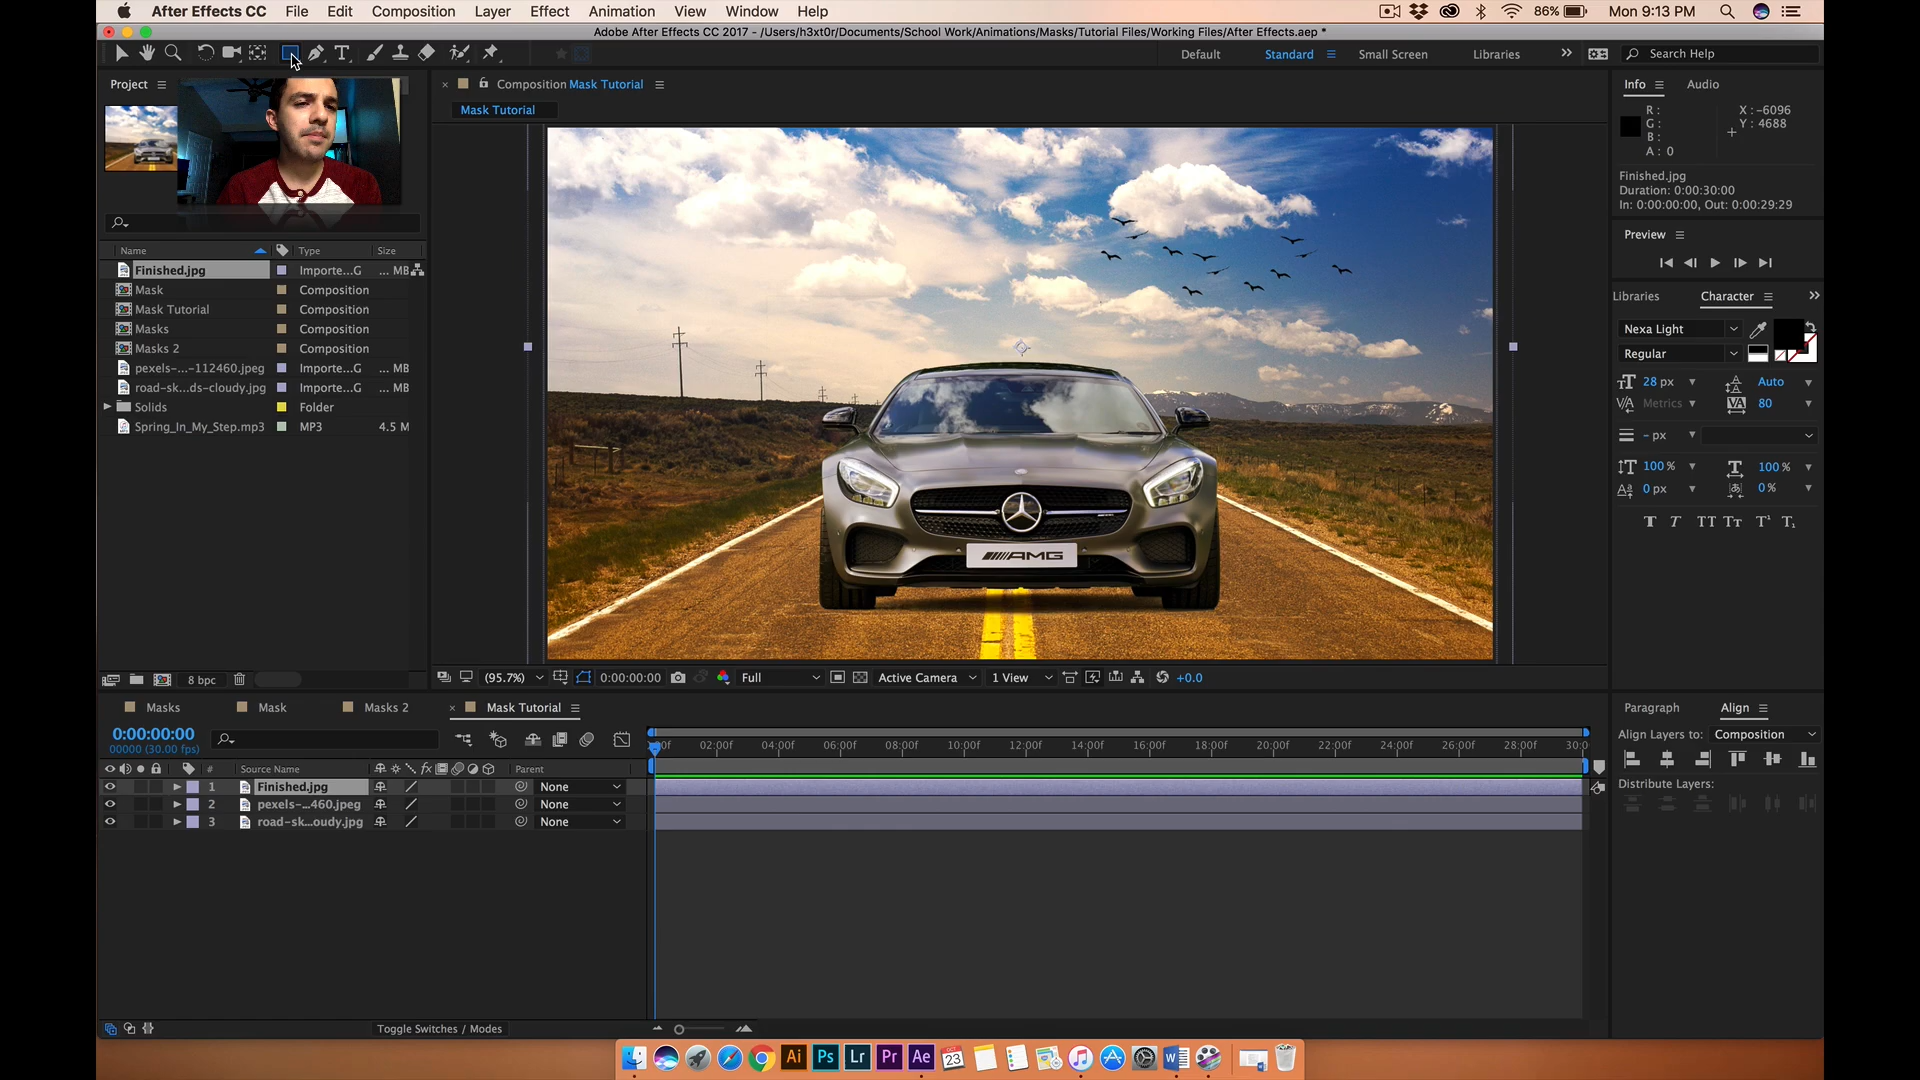 After Effects CC File Edit Composition Layer Effect Animation View Window Help 86% Mon 9:13 PM
Adobe After Effects CC 2017 - /Users/h3xt0r/Documents/School Work/Animations/Masks/Tutorial Files/Working Files/After Effects.aep *
Default Standard Small Screen Libraries Search Help
Project
Composition Mask Tutorial
Mask Tutorial
Info Audio
R :
G :
B :
A : 0
X : -6096
Y : 4688
Finished.jpg
Duration: 0:00:30:00
In: 0:00:00:00, Out: 0:00:29:29
Preview
Libraries Character
Nexa Light
Regular
28 px Auto
Metrics 80
- px
100 % 100 %
0 px 0 %
T T TT Tт T¹ T₁
Name Type Size
Finished.jpg Importe...G ... MB
Mask Composition
Mask Tutorial Composition
Masks Composition
Masks 2 Composition
pexels-...-112460.jpeg Importe...G ... MB
road-sk...ds-cloudy.jpg Importe...G ... MB
Solids Folder
Spring_In_My_Step.mp3 MP3 4.5 M
AMG
8 bpc
(95.7%) 0:00:00:00 Full Active Camera 1 View +0.0
Masks Mask Masks 2 Mask Tutorial
0:00:00:00
00000 (30.00 fps)
:00f 02:00f 04:00f 06:00f 08:00f 10:00f 12:00f 14:00f 16:00f 18:00f 20:00f 22:00f 24:00f 26:00f 28:00f 30:0
# Source Name fx Parent
1 Finished.jpg None
2 pexels-...460.jpeg None
3 road-sk...oudy.jpg None
Toggle Switches / Modes
Paragraph Align
Align Layers to: Composition
Distribute Layers:
Ai Ps Lr Pr Ae OCT 23 W